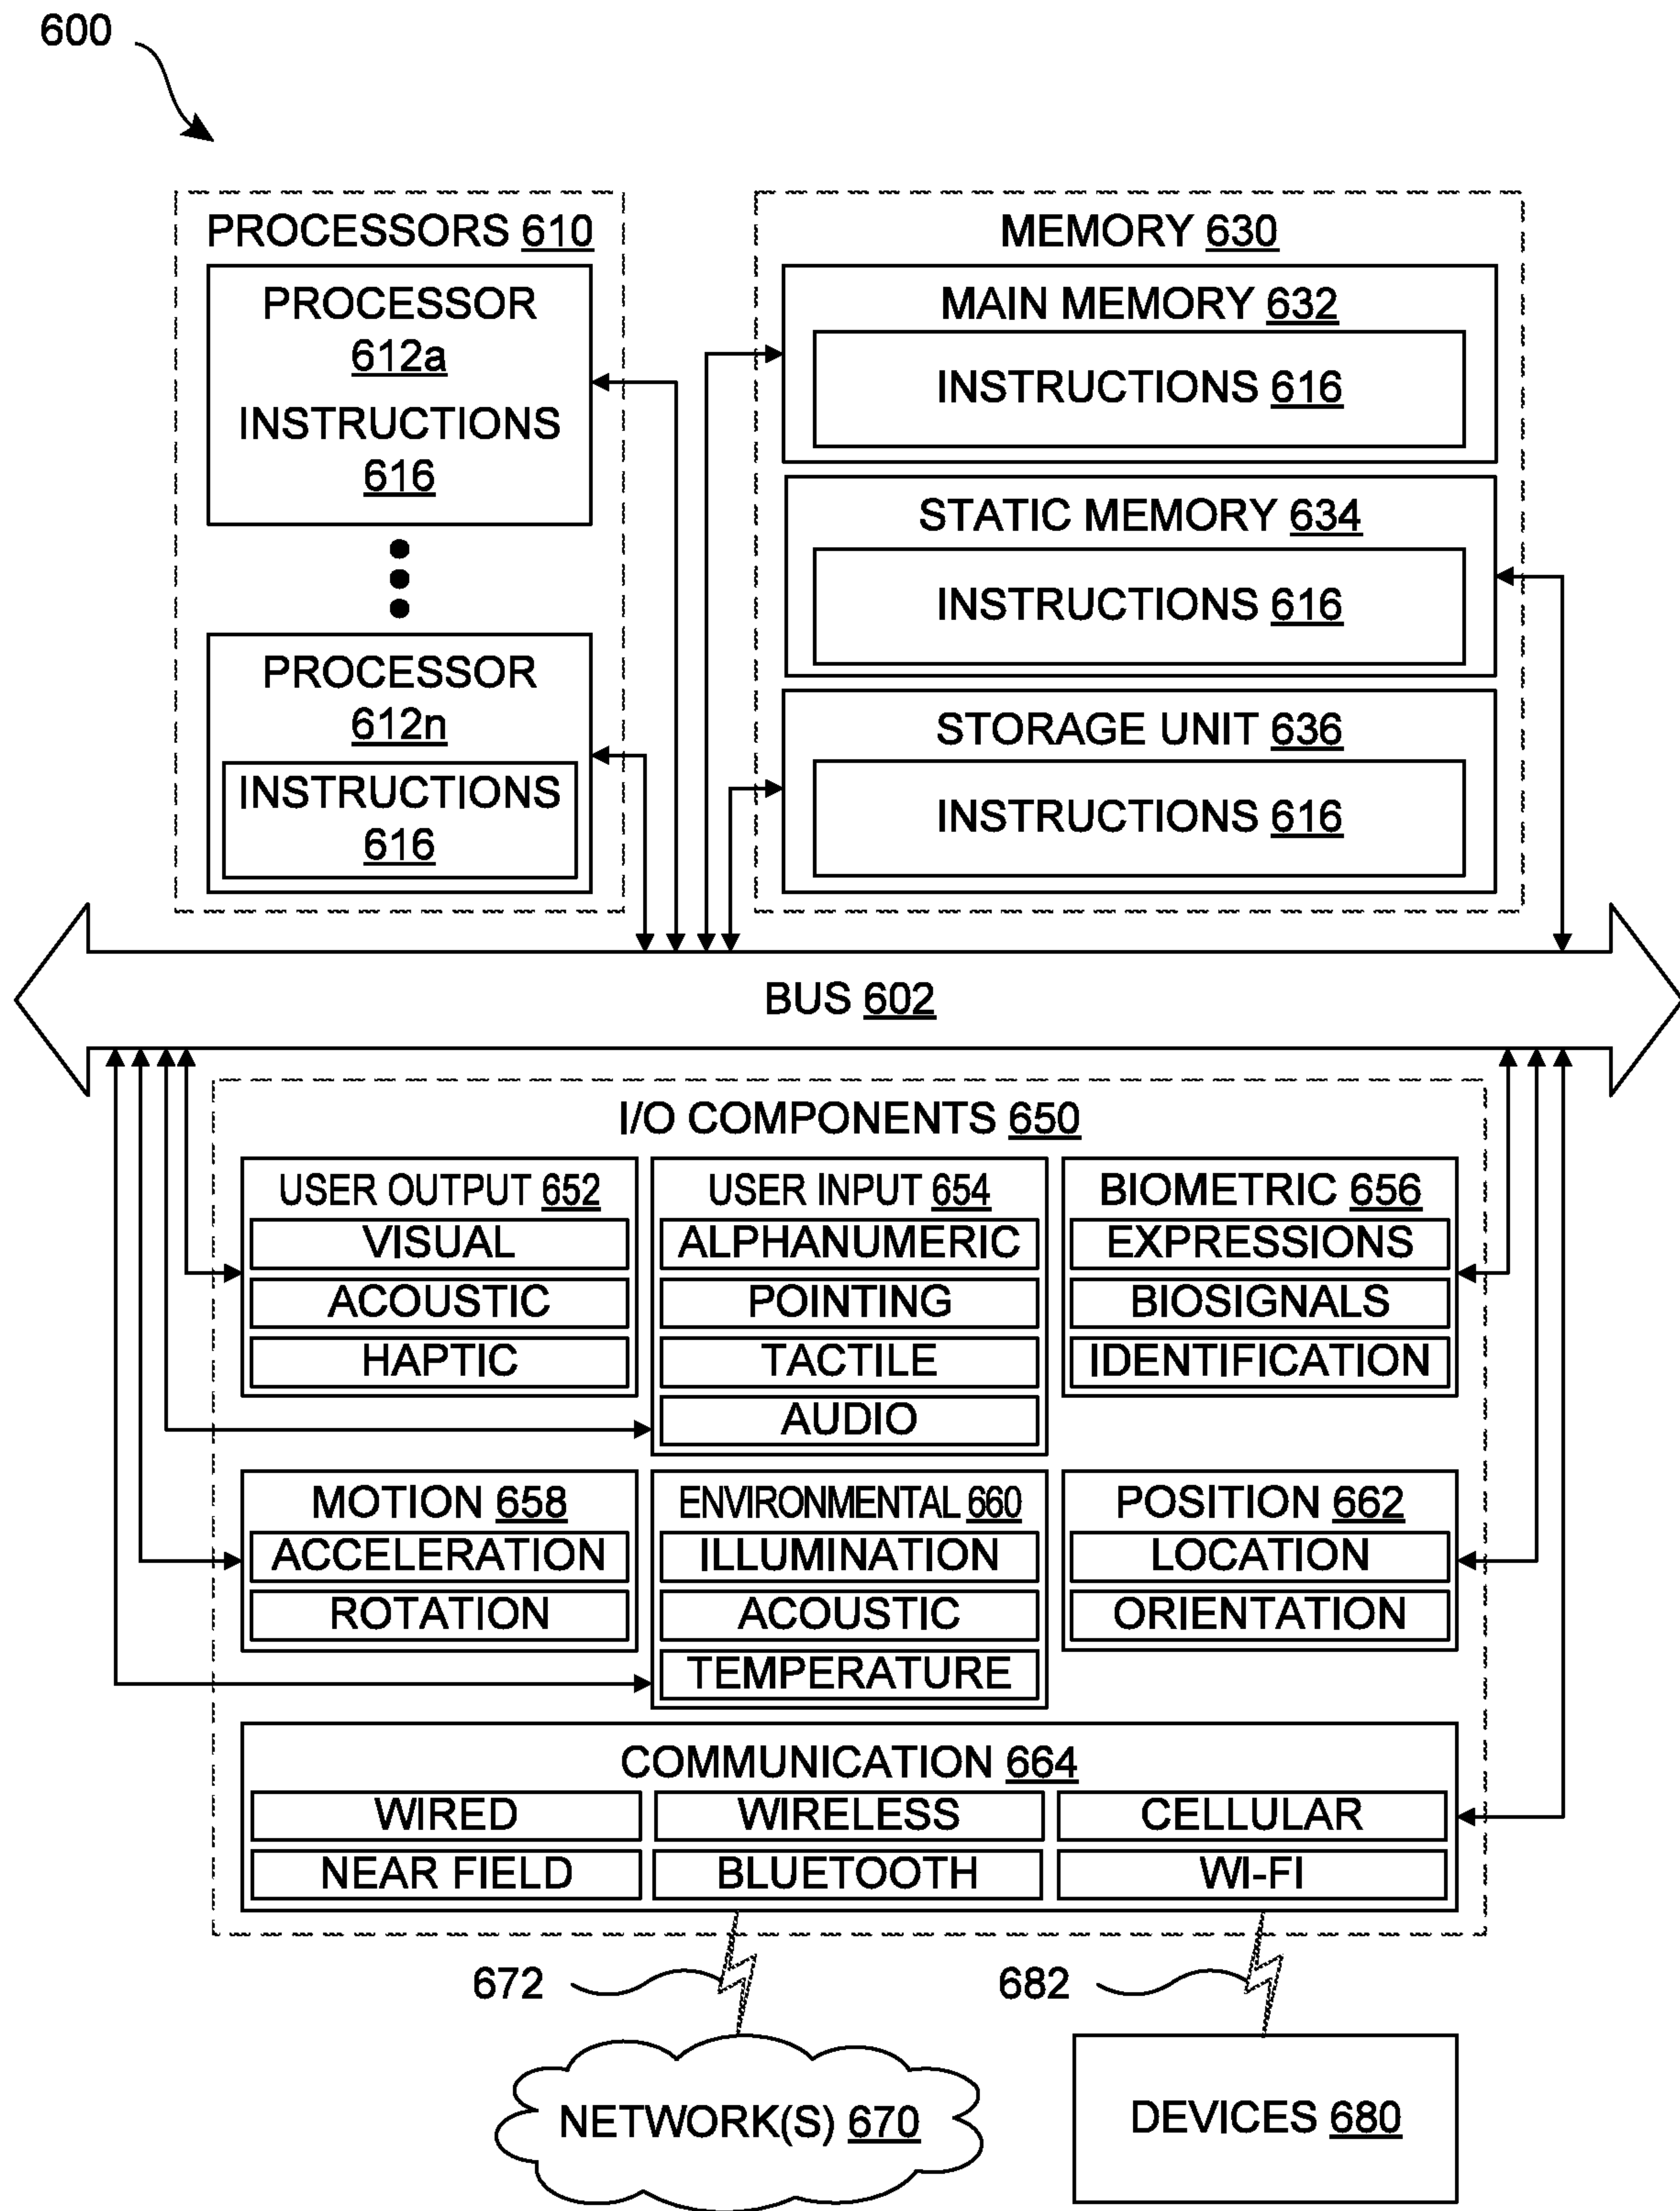 600
PROCESSORS 610
PROCESSOR
612a
INSTRUCTIONS
616
PROCESSOR
612n
INSTRUCTIONS
616
MEMORY 630
MAIN MEMORY 632
INSTRUCTIONS 616
STATIC MEMORY 634
INSTRUCTIONS 616
STORAGE UNIT 636
INSTRUCTIONS 616
BUS 602
I/O COMPONENTS 650
USER OUTPUT 652
VISUAL
ACOUSTIC
HAPTIC
USER INPUT 654
ALPHANUMERIC
POINTING
TACTILE
AUDIO
BIOMETRIC 656
EXPRESSIONS
BIOSIGNALS
IDENTIFICATION
MOTION 658
ACCELERATION
ROTATION
ENVIRONMENTAL 660
ILLUMINATION
ACOUSTIC
TEMPERATURE
POSITION 662
LOCATION
ORIENTATION
COMMUNICATION 664
WIRED
WIRELESS
CELLULAR
NEAR FIELD
BLUETOOTH
WI-FI
672
682
NETWORK(S) 670
DEVICES 680